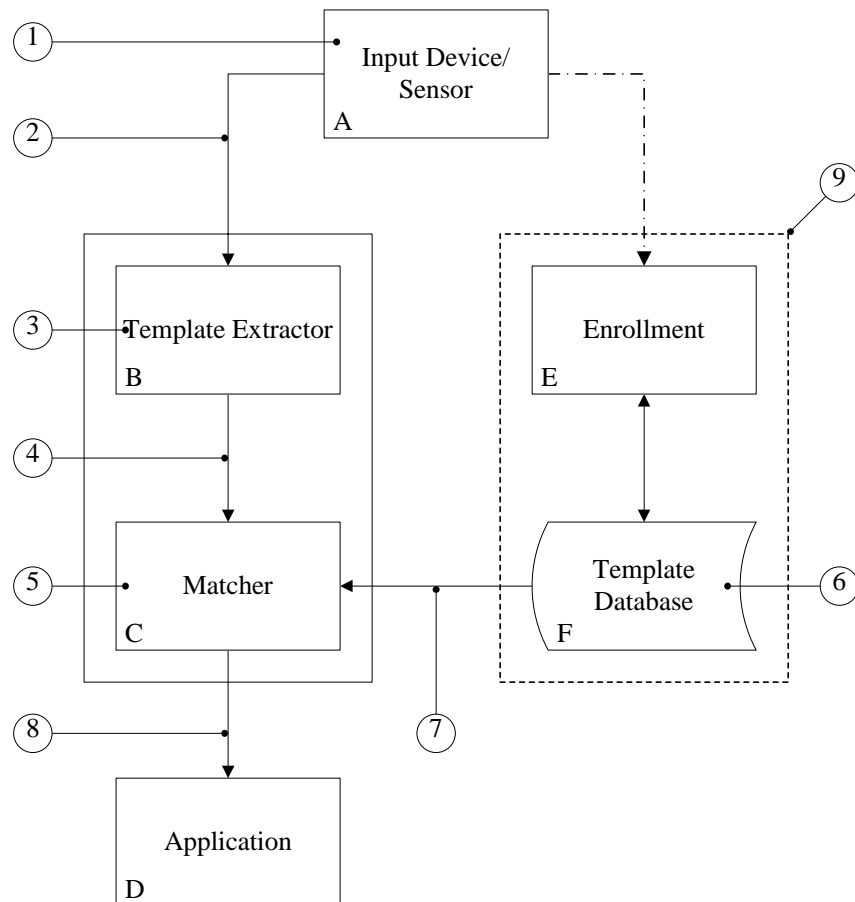 1
Input Device/
Sensor
A
2
9
3
Template Extractor
B
Enrollment
E
4
5
Matcher
C
Template
Database
F
6
7
8
Application
D